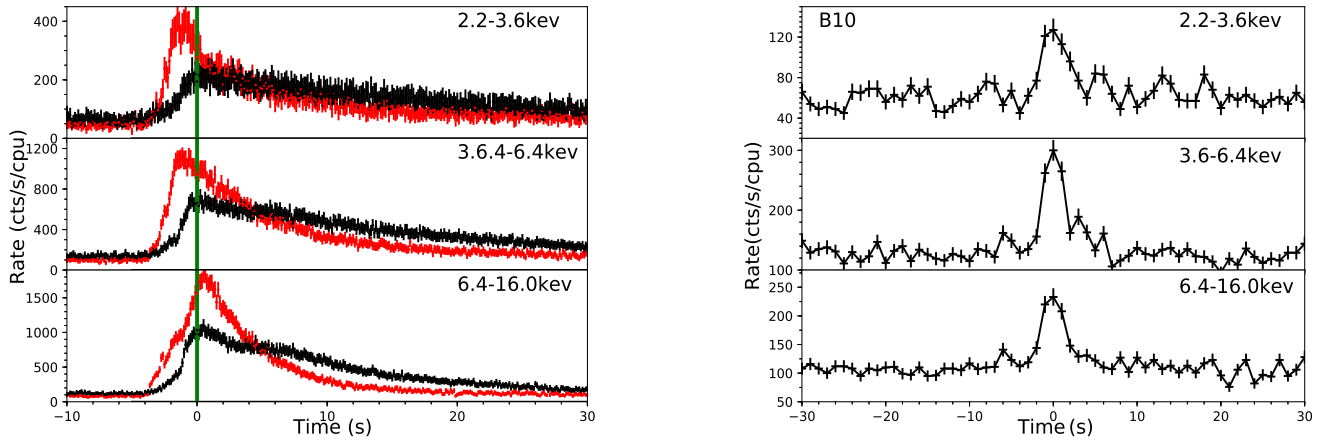 2.2-3.6kev
400
200
0
3.6.4-6.4kev
1200
800
400
0
6.4-16.0kev
1500
1000
500
0
Rate (cts/s/cpu)
−10 0 10 20 30
Time (s)
B10 2.2-3.6kev
120
80
40
3.6-6.4kev
300
200
100
6.4-16.0kev
250
200
150
100
50
Rate(cts/s/cpu)
−30 −20 −10 0 10 20 30
Time (s)